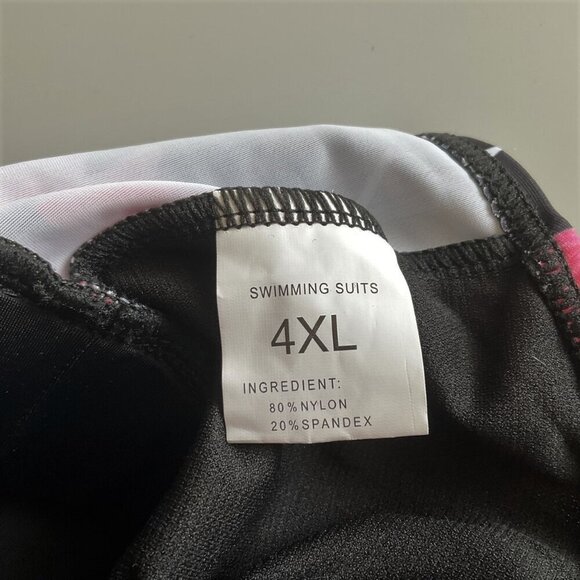 SWIMMING SUITS
4XL
INGREDIENT:
80%NYLON
20%SPANDEX